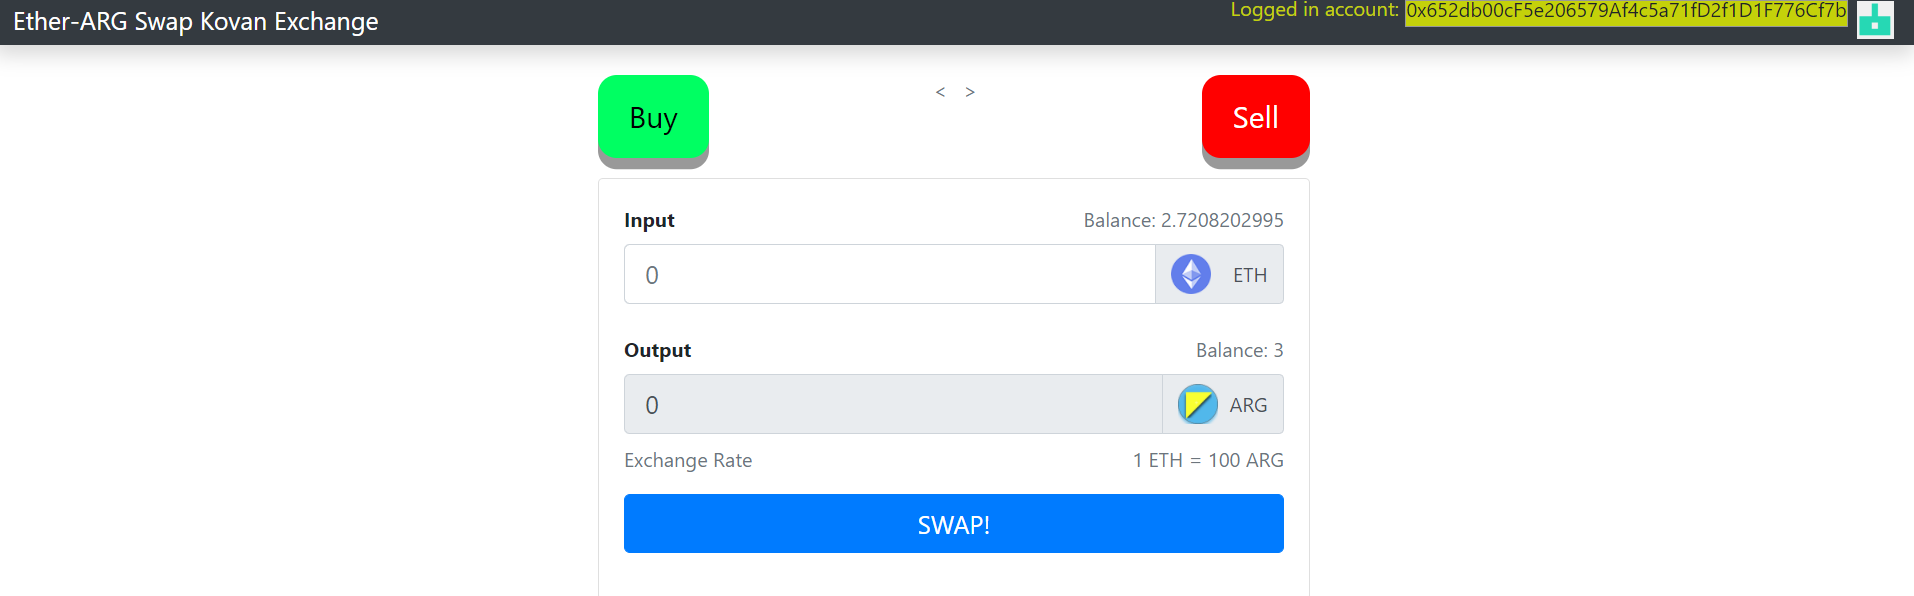 Ether-ARG Swap Kovan Exchange
Logged in account: 0x652db00cF5e206579Af4c5a71fD2f1D1F776Cf7b
Buy
< >
Sell
Input
Balance: 2.7208202995
0
ETH
Output
Balance: 3
0
ARG
Exchange Rate
1 ETH = 100 ARG
SWAP!